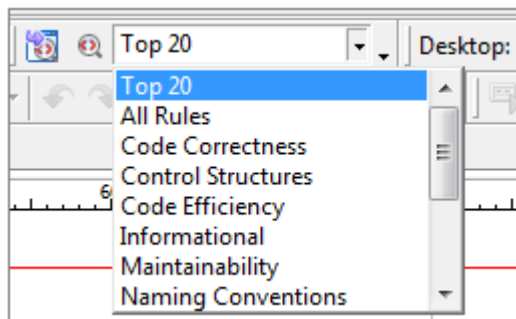 Top 20
Desktop:
Top 20
All Rules
Code Correctness
Control Structures
Code Efficiency
Informational
Maintainability
Naming Conventions